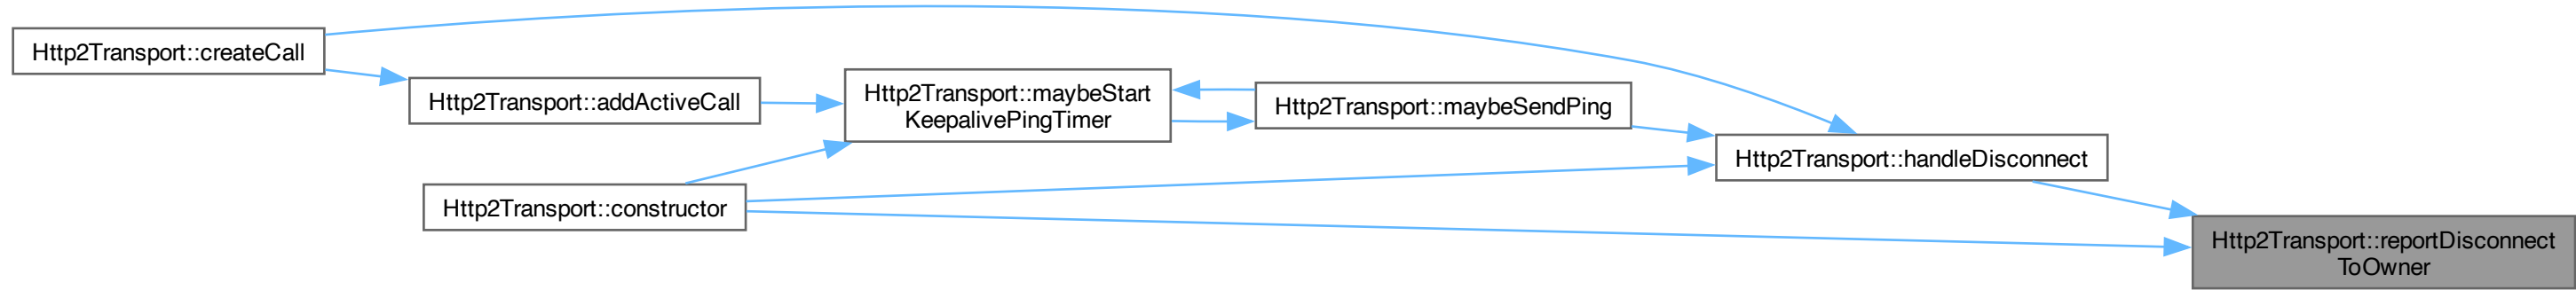 Http2Transport::createCall
Http2Transport::addActiveCall
Http2Transport::maybeStart
KeepalivePingTimer
Http2Transport::maybeSendPing
Http2Transport::handleDisconnect
Http2Transport::constructor
Http2Transport::reportDisconnect
ToOwner